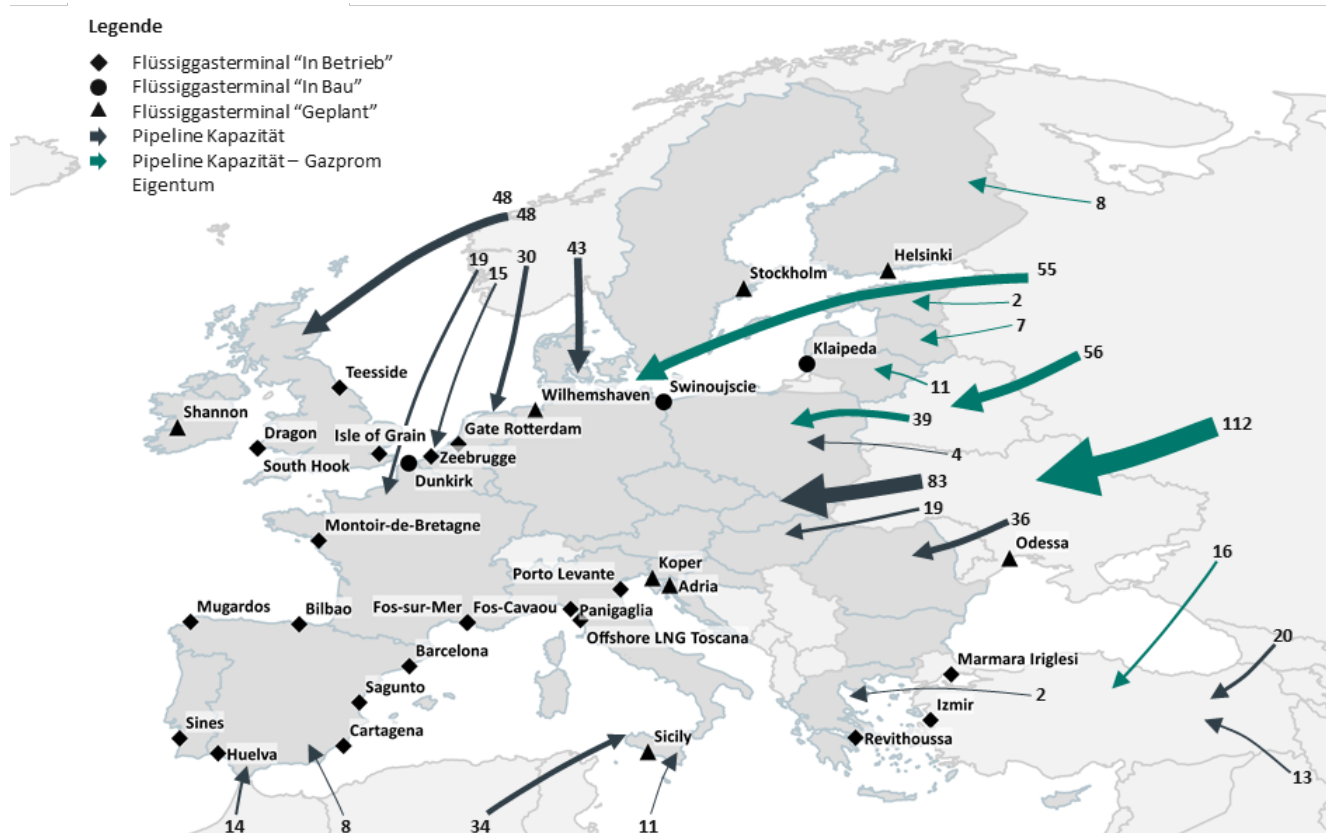 Legende
Flüssiggasterminal “In Betrieb”
Flüssiggasterminal “In Bau”
Flüssiggasterminal “Geplant”
Pipeline Kapazität
Pipeline Kapazität – Gazprom
Eigentum
48
48
19
15
30
43
8
Helsinki
Stockholm
55
2
7
Klaipeda
56
11
Teesside
Swinoujscie
Wilhemshaven
39
Shannon
112
Dragon
Isle of Grain
Gate Rotterdam
4
Zeebrugge
South Hook
Dunkirk
83
19
36
Montoir-de-Bretagne
Odessa
16
Koper
Porto Levante
Adria
Mugardos
Bilbao
Fos-sur-Mer
Fos-Cavaou
Panigaglia
Offshore LNG Toscana
20
Barcelona
Marmara Iriglesi
Sagunto
2
Izmir
Sines
Cartagena
Sicily
Revithoussa
Huelva
13
14
8
34
11